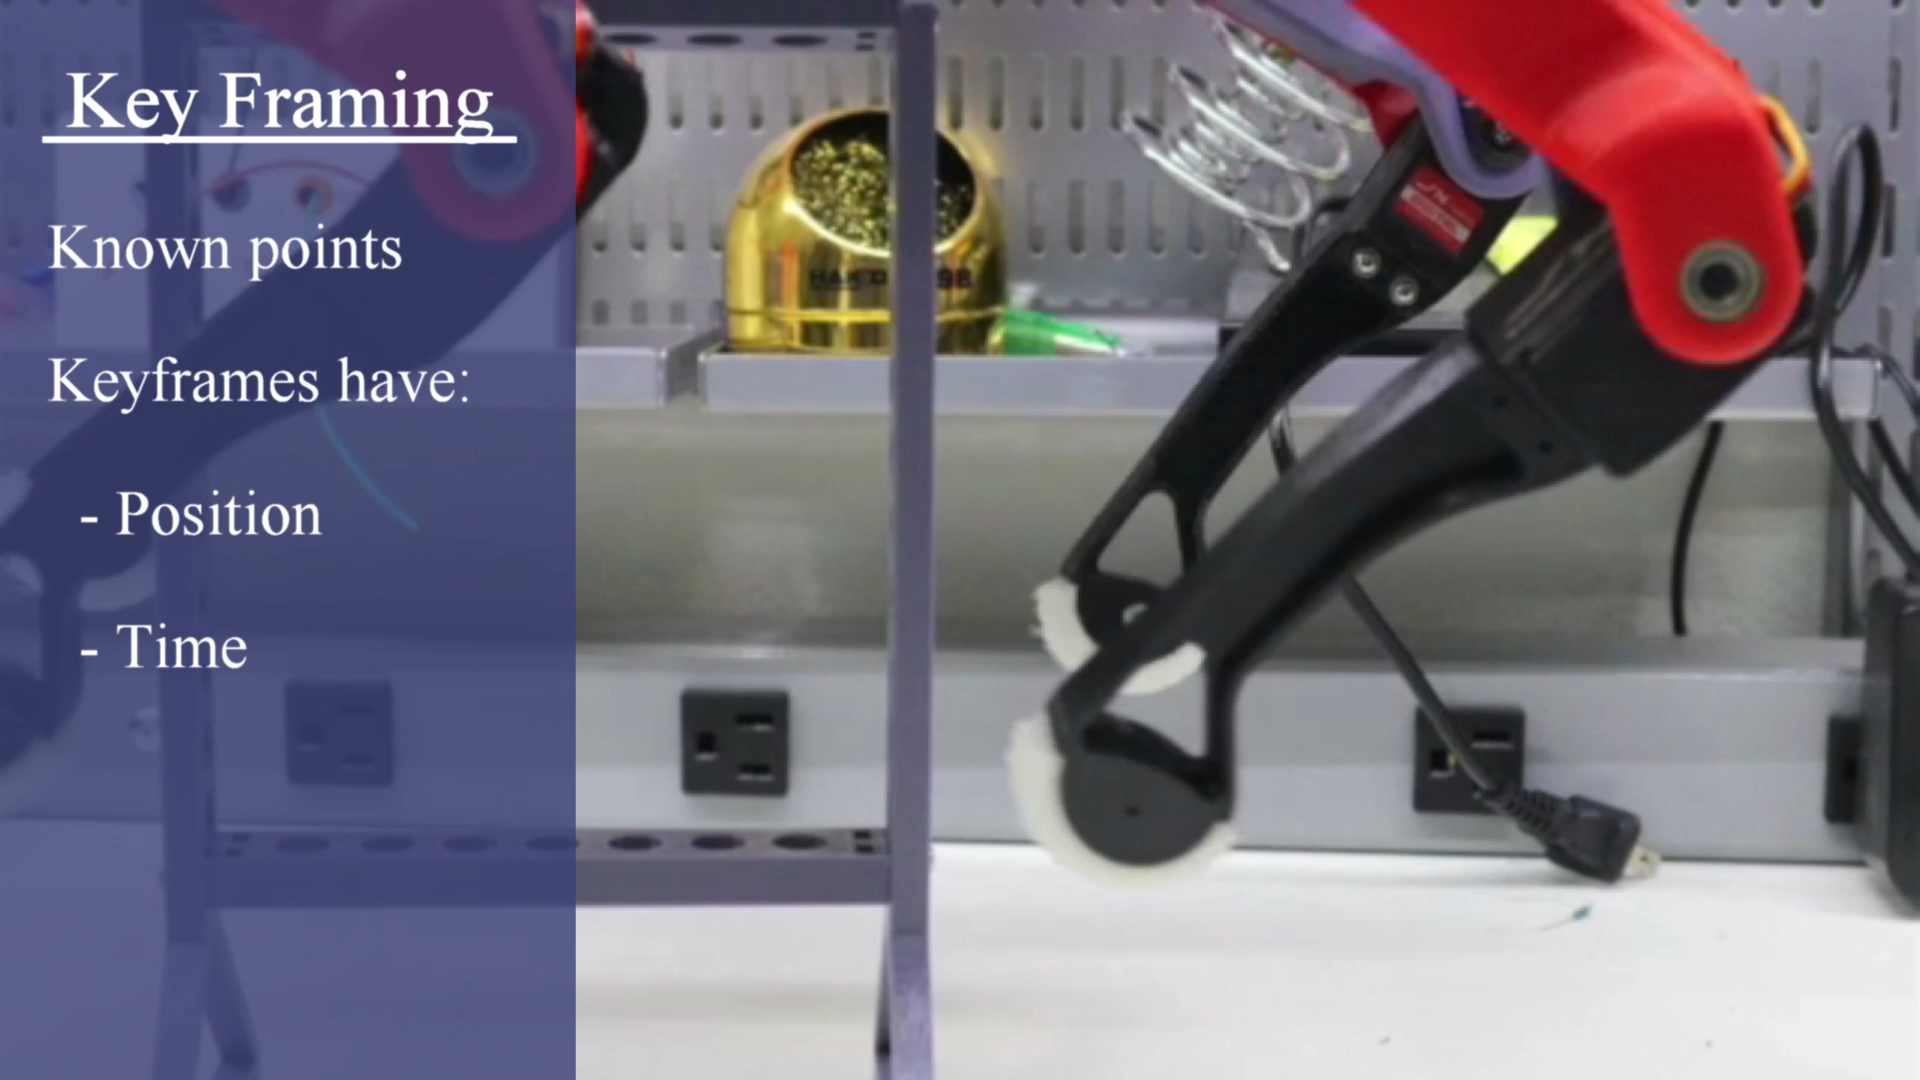 Key Framing
Known points
Keyframes have:
- Position
- Time